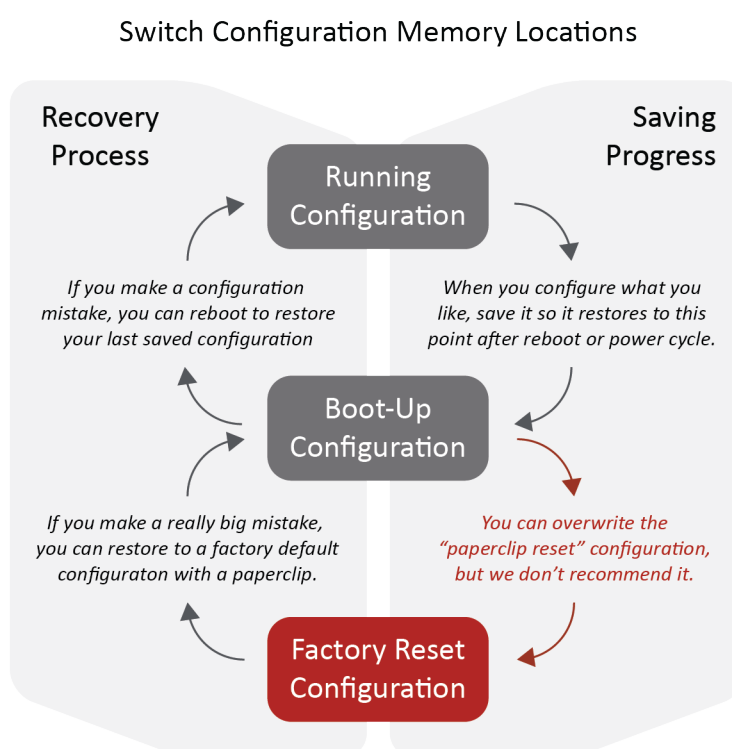 Switch Configuration Memory Locations
Recovery
Process
Saving
Progress
Running
Configuration
If you make a configuration
mistake, you can reboot to restore
your last saved configuration
When you configure what you
like, save it so it restores to this
point after reboot or power cycle.
Boot-Up
Configuration
If you make a really big mistake,
you can restore to a factory default
configuraton with a paperclip.
You can overwrite the
“paperclip reset” configuration,
but we don’t recommend it.
Factory Reset
Configuration